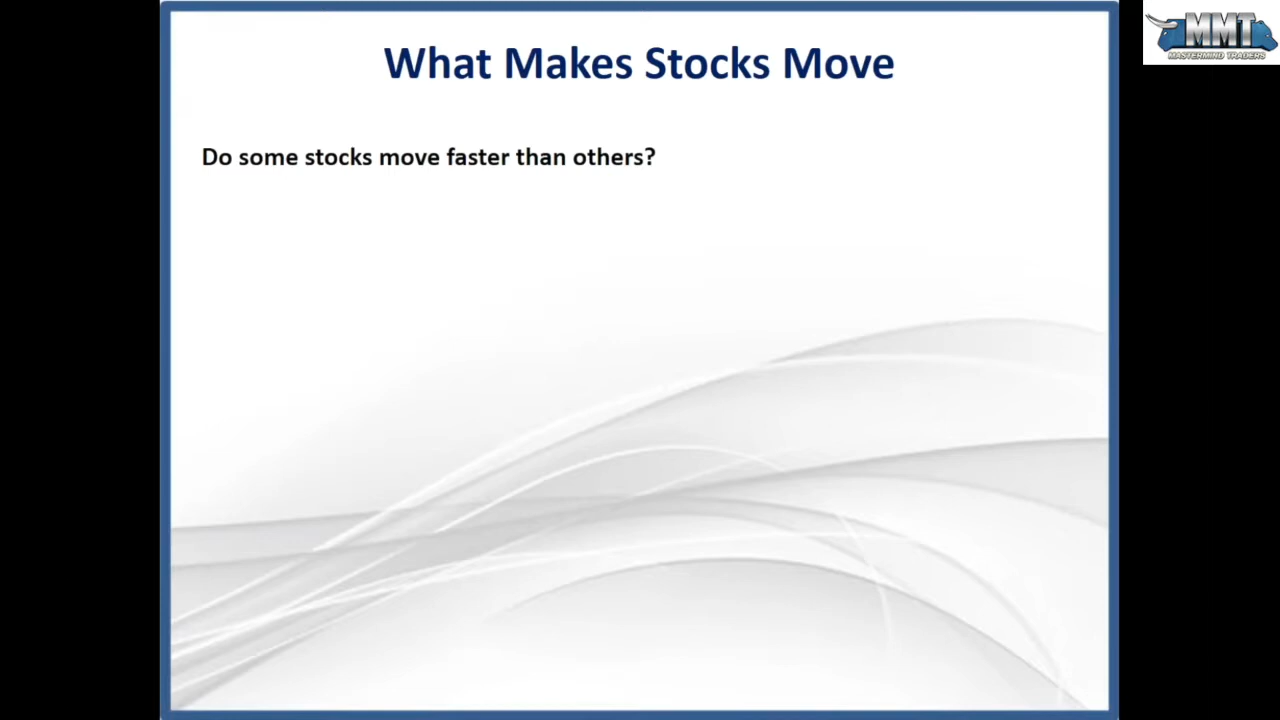 What Makes Stocks Move
Do some stocks move faster than others?
MMT
MASTERMIND TRADERS